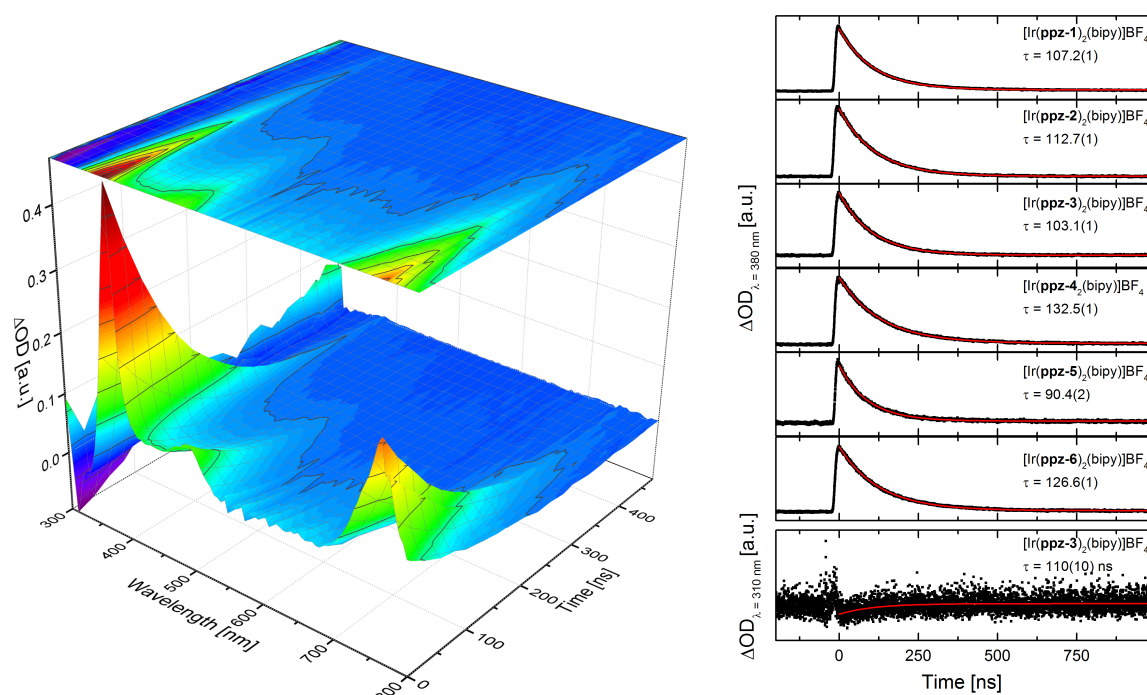 0.4
0.3
0.2
0.1
0.0
ΔOD [a.u.]
300
400
500
600
700
800
Wavelength [nm]
0
100
200
300
400
Time [ns]
[Ir(ppz-1)₂(bipy)]BF₄
τ = 107.2(1)
[Ir(ppz-2)₂(bipy)]BF₄
τ = 112.7(1)
[Ir(ppz-3)₂(bipy)]BF₄
τ = 103.1(1)
[Ir(ppz-4₂(bipy)]BF₄
τ = 132.5(1)
[Ir(ppz-5)₂(bipy)]BF₄
τ = 90.4(2)
[Ir(ppz-6)₂(bipy)]BF₄
τ = 126.6(1)
ΔOD λ = 380 nm [a.u.]
[Ir(ppz-3)₂(bipy)]BF₄
τ = 110(10) ns
ΔOD λ = 310 nm [a.u.]
0
250
500
750
Time [ns]